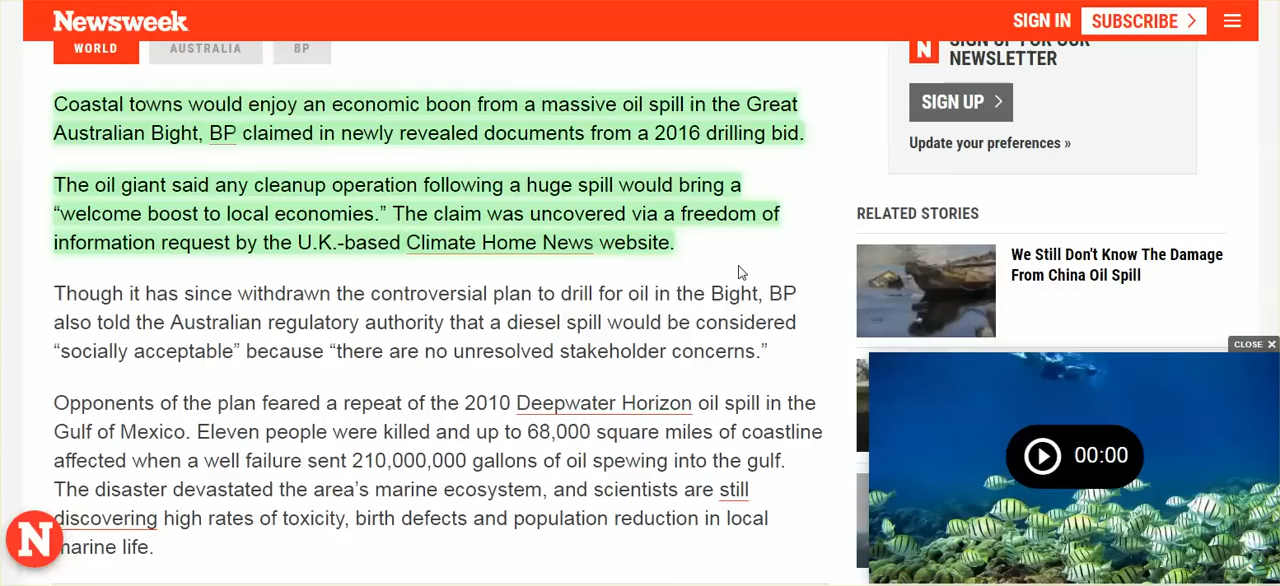 Newsweek
SIGN IN
SUBSCRIBE
WORLD
AUSTRALIA
BP
Coastal towns would enjoy an economic boon from a massive oil spill in the Great
Australian Bight, BP claimed in newly revealed documents from a 2016 drilling bid.
The oil giant said any cleanup operation following a huge spill would bring a
“welcome boost to local economies.” The claim was uncovered via a freedom of
information request by the U.K.-based Climate Home News website.
Though it has since withdrawn the controversial plan to drill for oil in the Bight, BP
also told the Australian regulatory authority that a diesel spill would be considered
“socially acceptable” because “there are no unresolved stakeholder concerns.”
Opponents of the plan feared a repeat of the 2010 Deepwater Horizon oil spill in the
Gulf of Mexico. Eleven people were killed and up to 68,000 square miles of coastline
affected when a well failure sent 210,000,000 gallons of oil spewing into the gulf.
The disaster devastated the area’s marine ecosystem, and scientists are still
discovering high rates of toxicity, birth defects and population reduction in local
marine life.
N
N
SIGN UP FOR OUR
NEWSLETTER
SIGN UP
Update your preferences »
RELATED STORIES
We Still Don't Know The Damage
From China Oil Spill
CLOSE X
00:00